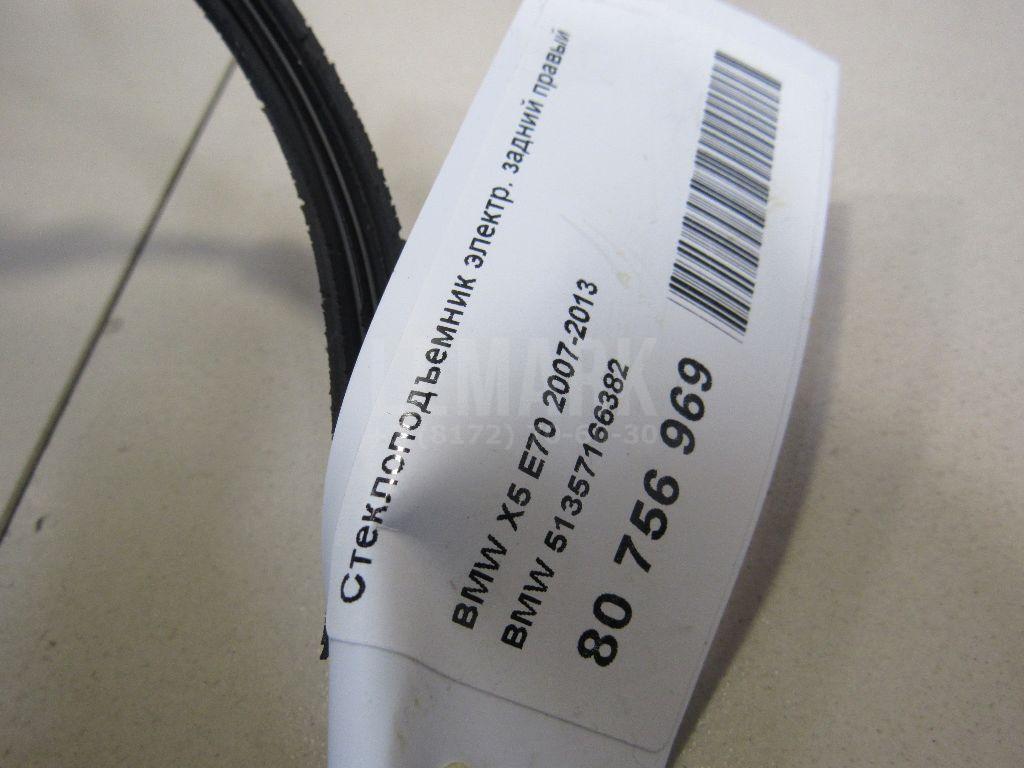 Стеклоподъемник электр. задний правый
BMW X5 E70 2007-2013
BMW 51357166382
80 756 969